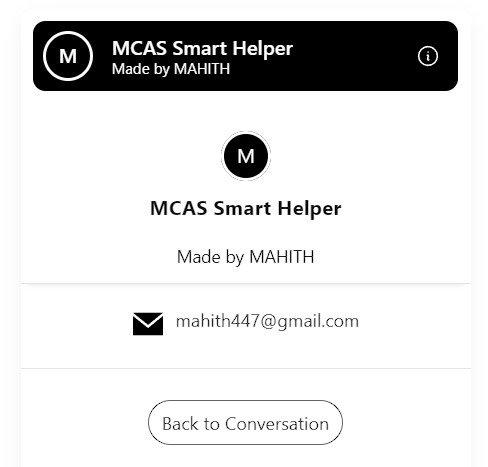 M
MCAS Smart Helper
Made by MAHITH
M
MCAS Smart Helper
Made by MAHITH
mahith447@gmail.com
Back to Conversation